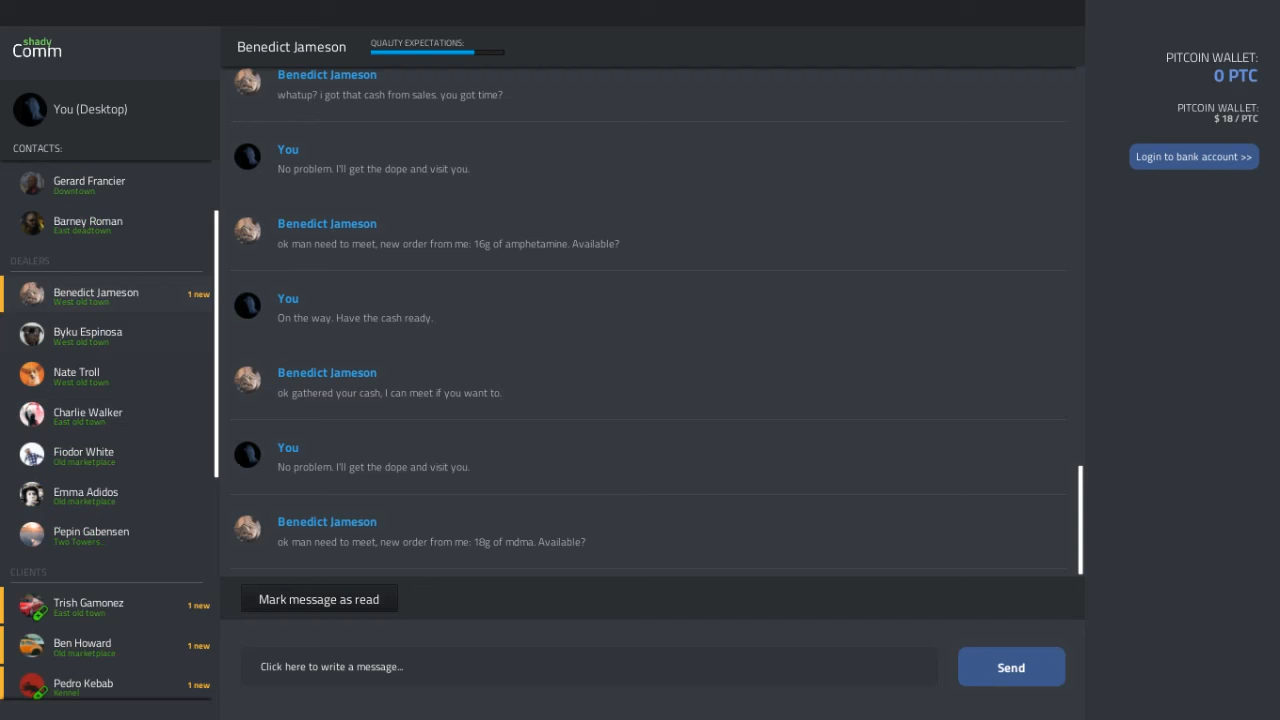 shady
Comm
You (Desktop)
CONTACTS:
Gerard Francier
Downtown
Barney Roman
East deadtown
DEALERS
Benedict Jameson
1 new
West old town
Byku Espinosa
West old town
Nate Troll
West old town
Charlie Walker
East old town
Fiodor White
Old marketplace
Emma Adidos
Old marketplace
Pepin Gabensen
Two Towers..
CLIENTS
Trish Gamonez
1 new
East old town
Ben Howard
1 new
Old marketplace
Pedro Kebab
1 new
Kennel
Benedict Jameson
QUALITY EXPECTATIONS:
Benedict Jameson
whatup? i got that cash from sales. you got time?
You
No problem. I'll get the dope and visit you.
Benedict Jameson
ok man need to meet, new order from me: 16g of amphetamine. Available?
You
On the way. Have the cash ready.
Benedict Jameson
ok gathered your cash, I can meet if you want to.
You
No problem. I'll get the dope and visit you.
Benedict Jameson
ok man need to meet, new order from me: 18g of mdma. Available?
Mark message as read
Click here to write a message...
Send
PITCOIN WALLET:
0 PTC
PITCOIN WALLET:
$ 18 / PTC
Login to bank account >>